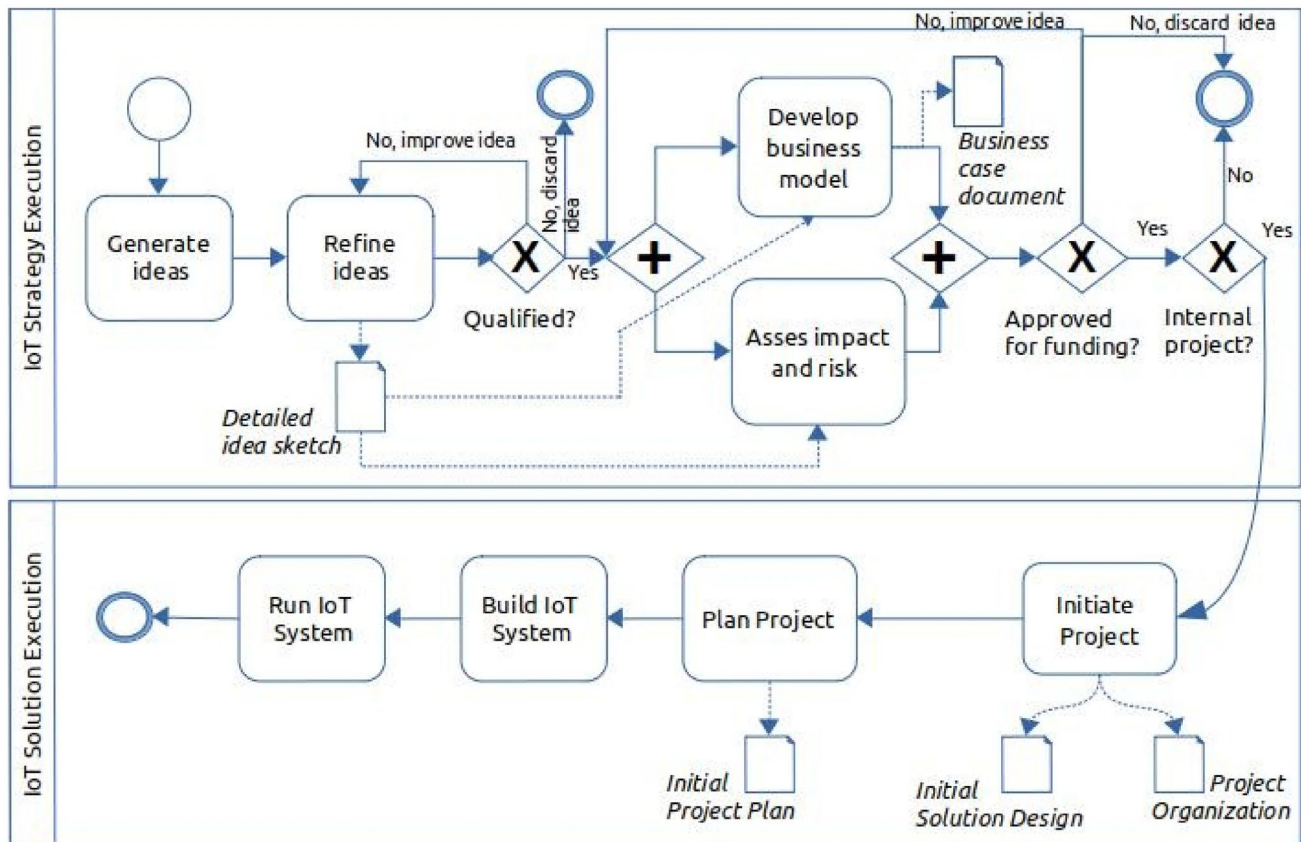 IoT Strategy Execution
No, improve idea
No, discard idea
Generate
ideas
No, improve idea
Refine
ideas
No, discard
idea
X
Qualified?
Yes
+
Develop
business
model
Business
case
document
Asses impact
and risk
+
X
Approved
for funding?
Yes
X
Internal
project?
No
Yes
Detailed
idea sketch
IoT Solution Execution
Run IoT
System
Build IoT
System
Plan Project
Initiate
Project
Initial
Project Plan
Initial
Solution Design
Project
Organization